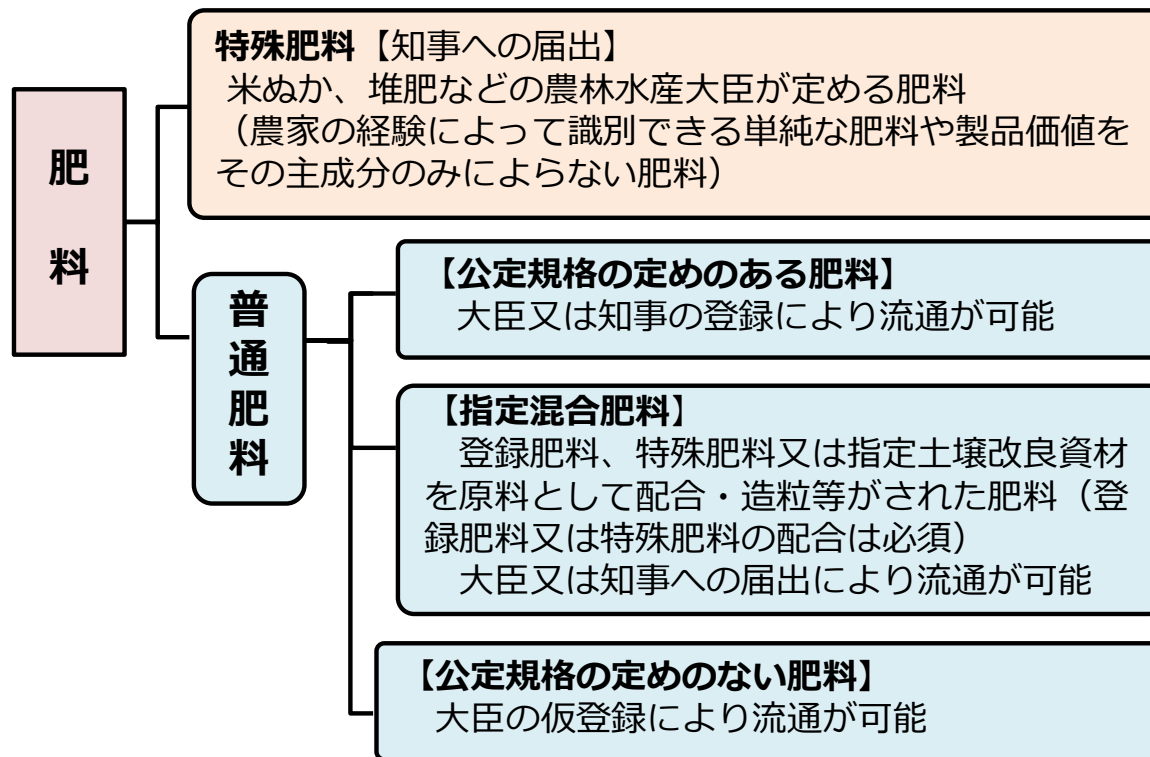 肥料
特殊肥料【知事への届出】
米ぬか、堆肥などの農林水産大臣が定める肥料
（農家の経験によって識別できる単純な肥料や製品価値を
その主成分のみによらない肥料）
普通肥料
【公定規格の定めのある肥料】
大臣又は知事の登録により流通が可能
【指定混合肥料】
登録肥料、特殊肥料又は指定土壌改良資材
を原料として配合・造粒等がされた肥料（登
録肥料又は特殊肥料の配合は必須）
大臣又は知事への届出により流通が可能
【公定規格の定めのない肥料】
大臣の仮登録により流通が可能